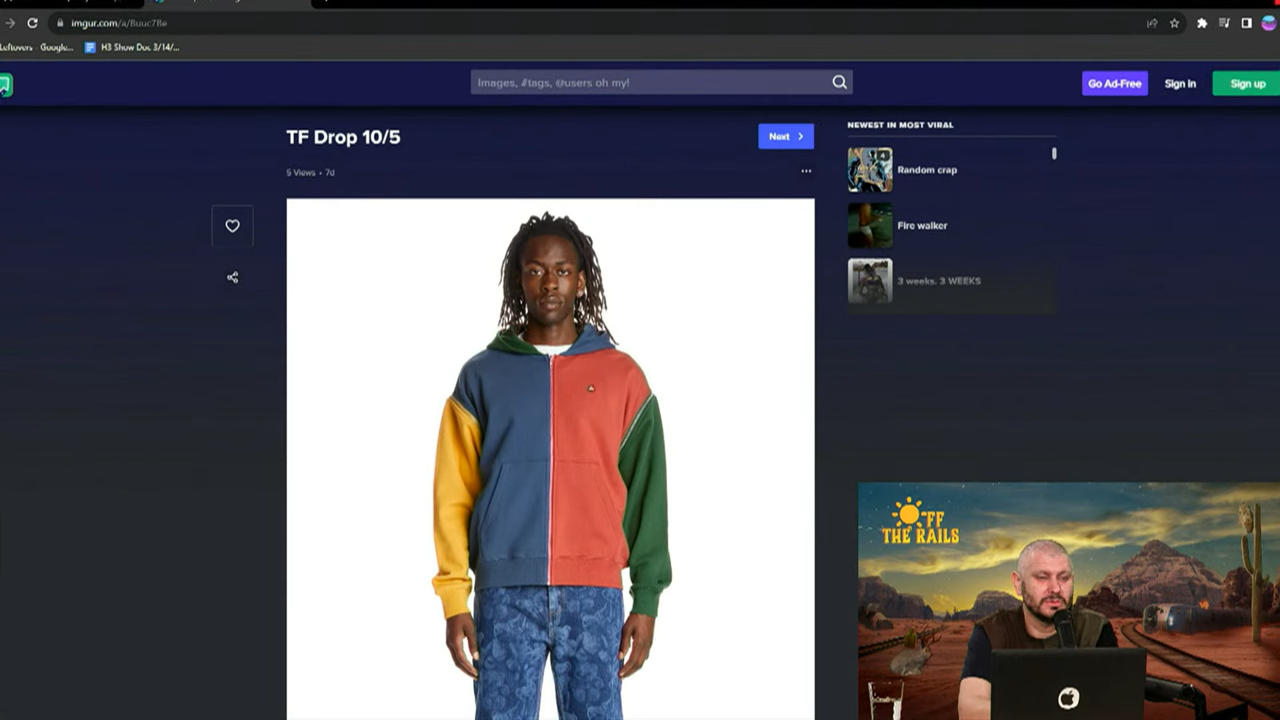 imgur.com/a/8uuc7Be
Leftovers - Google...
H3 Show Doc 3/14/...
Images, #tags, @users oh my!
Go Ad-Free
Sign in
Sign up
TF Drop 10/5
Next
5 Views • 7d
NEWEST IN MOST VIRAL
Random crap
Fire walker
3 weeks. 3 WEEKS
OFF
THE RAILS